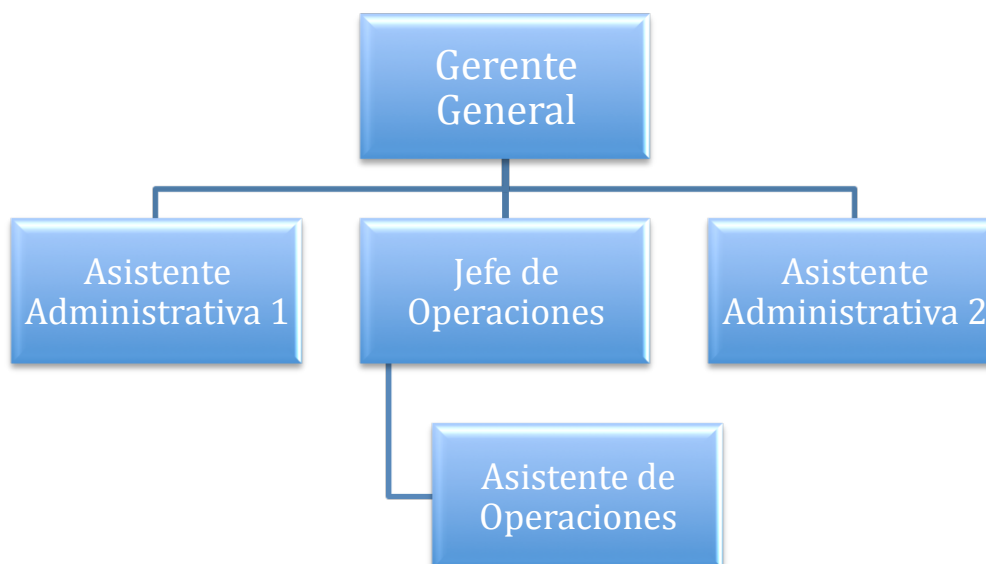 Gerente
General
Asistente
Administrativa 1
Jefe de
Operaciones
Asistente
Administrativa 2
Asistente de
Operaciones